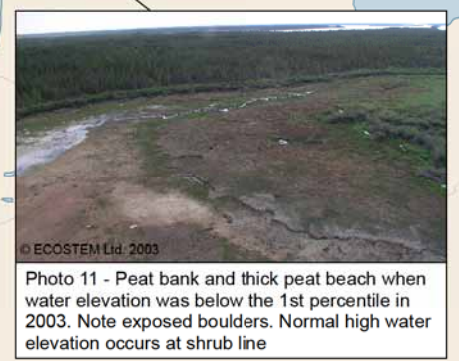 © ECOSTEM Ltd. 2003
Photo 11 - Peat bank and thick peat beach when
water elevation was below the 1st percentile in
2003. Note exposed boulders. Normal high water
elevation occurs at shrub line